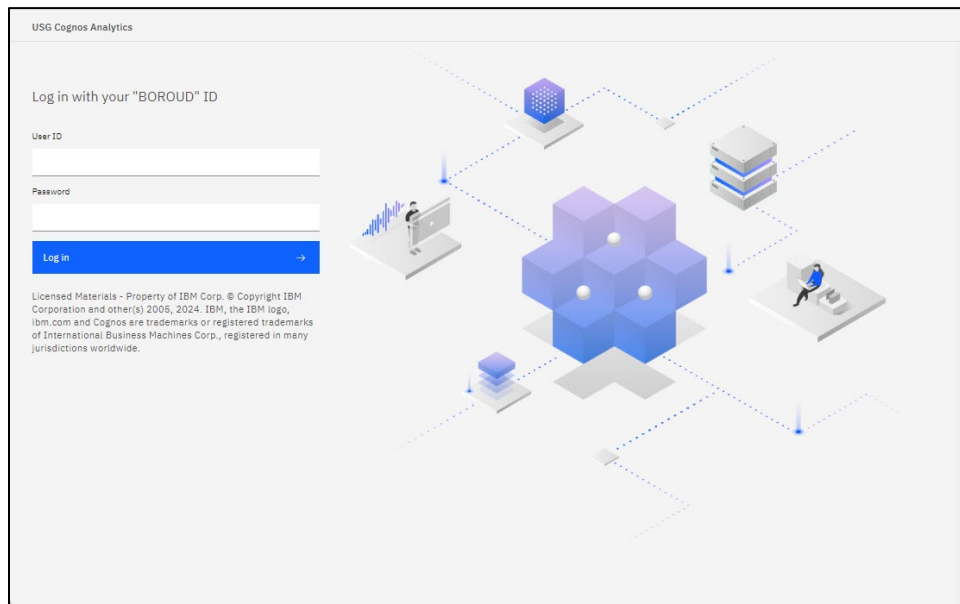 USG Cognos Analytics
Log in with your "BOROUD" ID
User ID
Password
Log in
Licensed Materials - Property of IBM Corp. © Copyright IBM
Corporation and other(s) 2005, 2024. IBM, the IBM logo,
ibm.com and Cognos are trademarks or registered trademarks
of International Business Machines Corp., registered in many
jurisdictions worldwide.